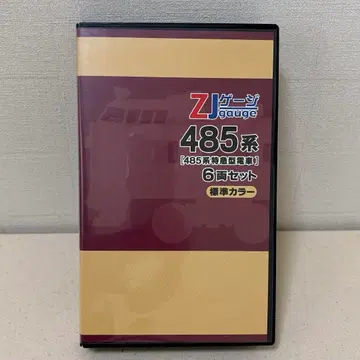 ZJゲージ
gauge
485系
[485系特急型電車]
6両セット
標準カラー